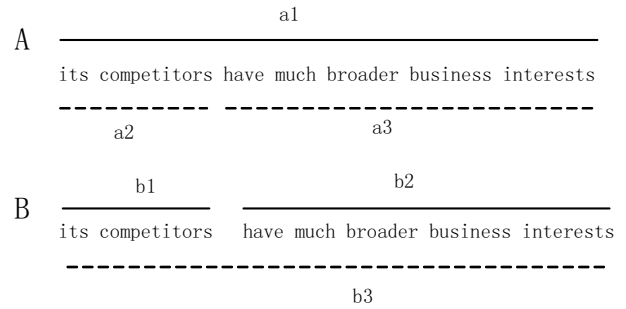 a1
A
its competitors have much broader business interests
a2 a3
b1 b2
B
its competitors have much broader business interests
b3